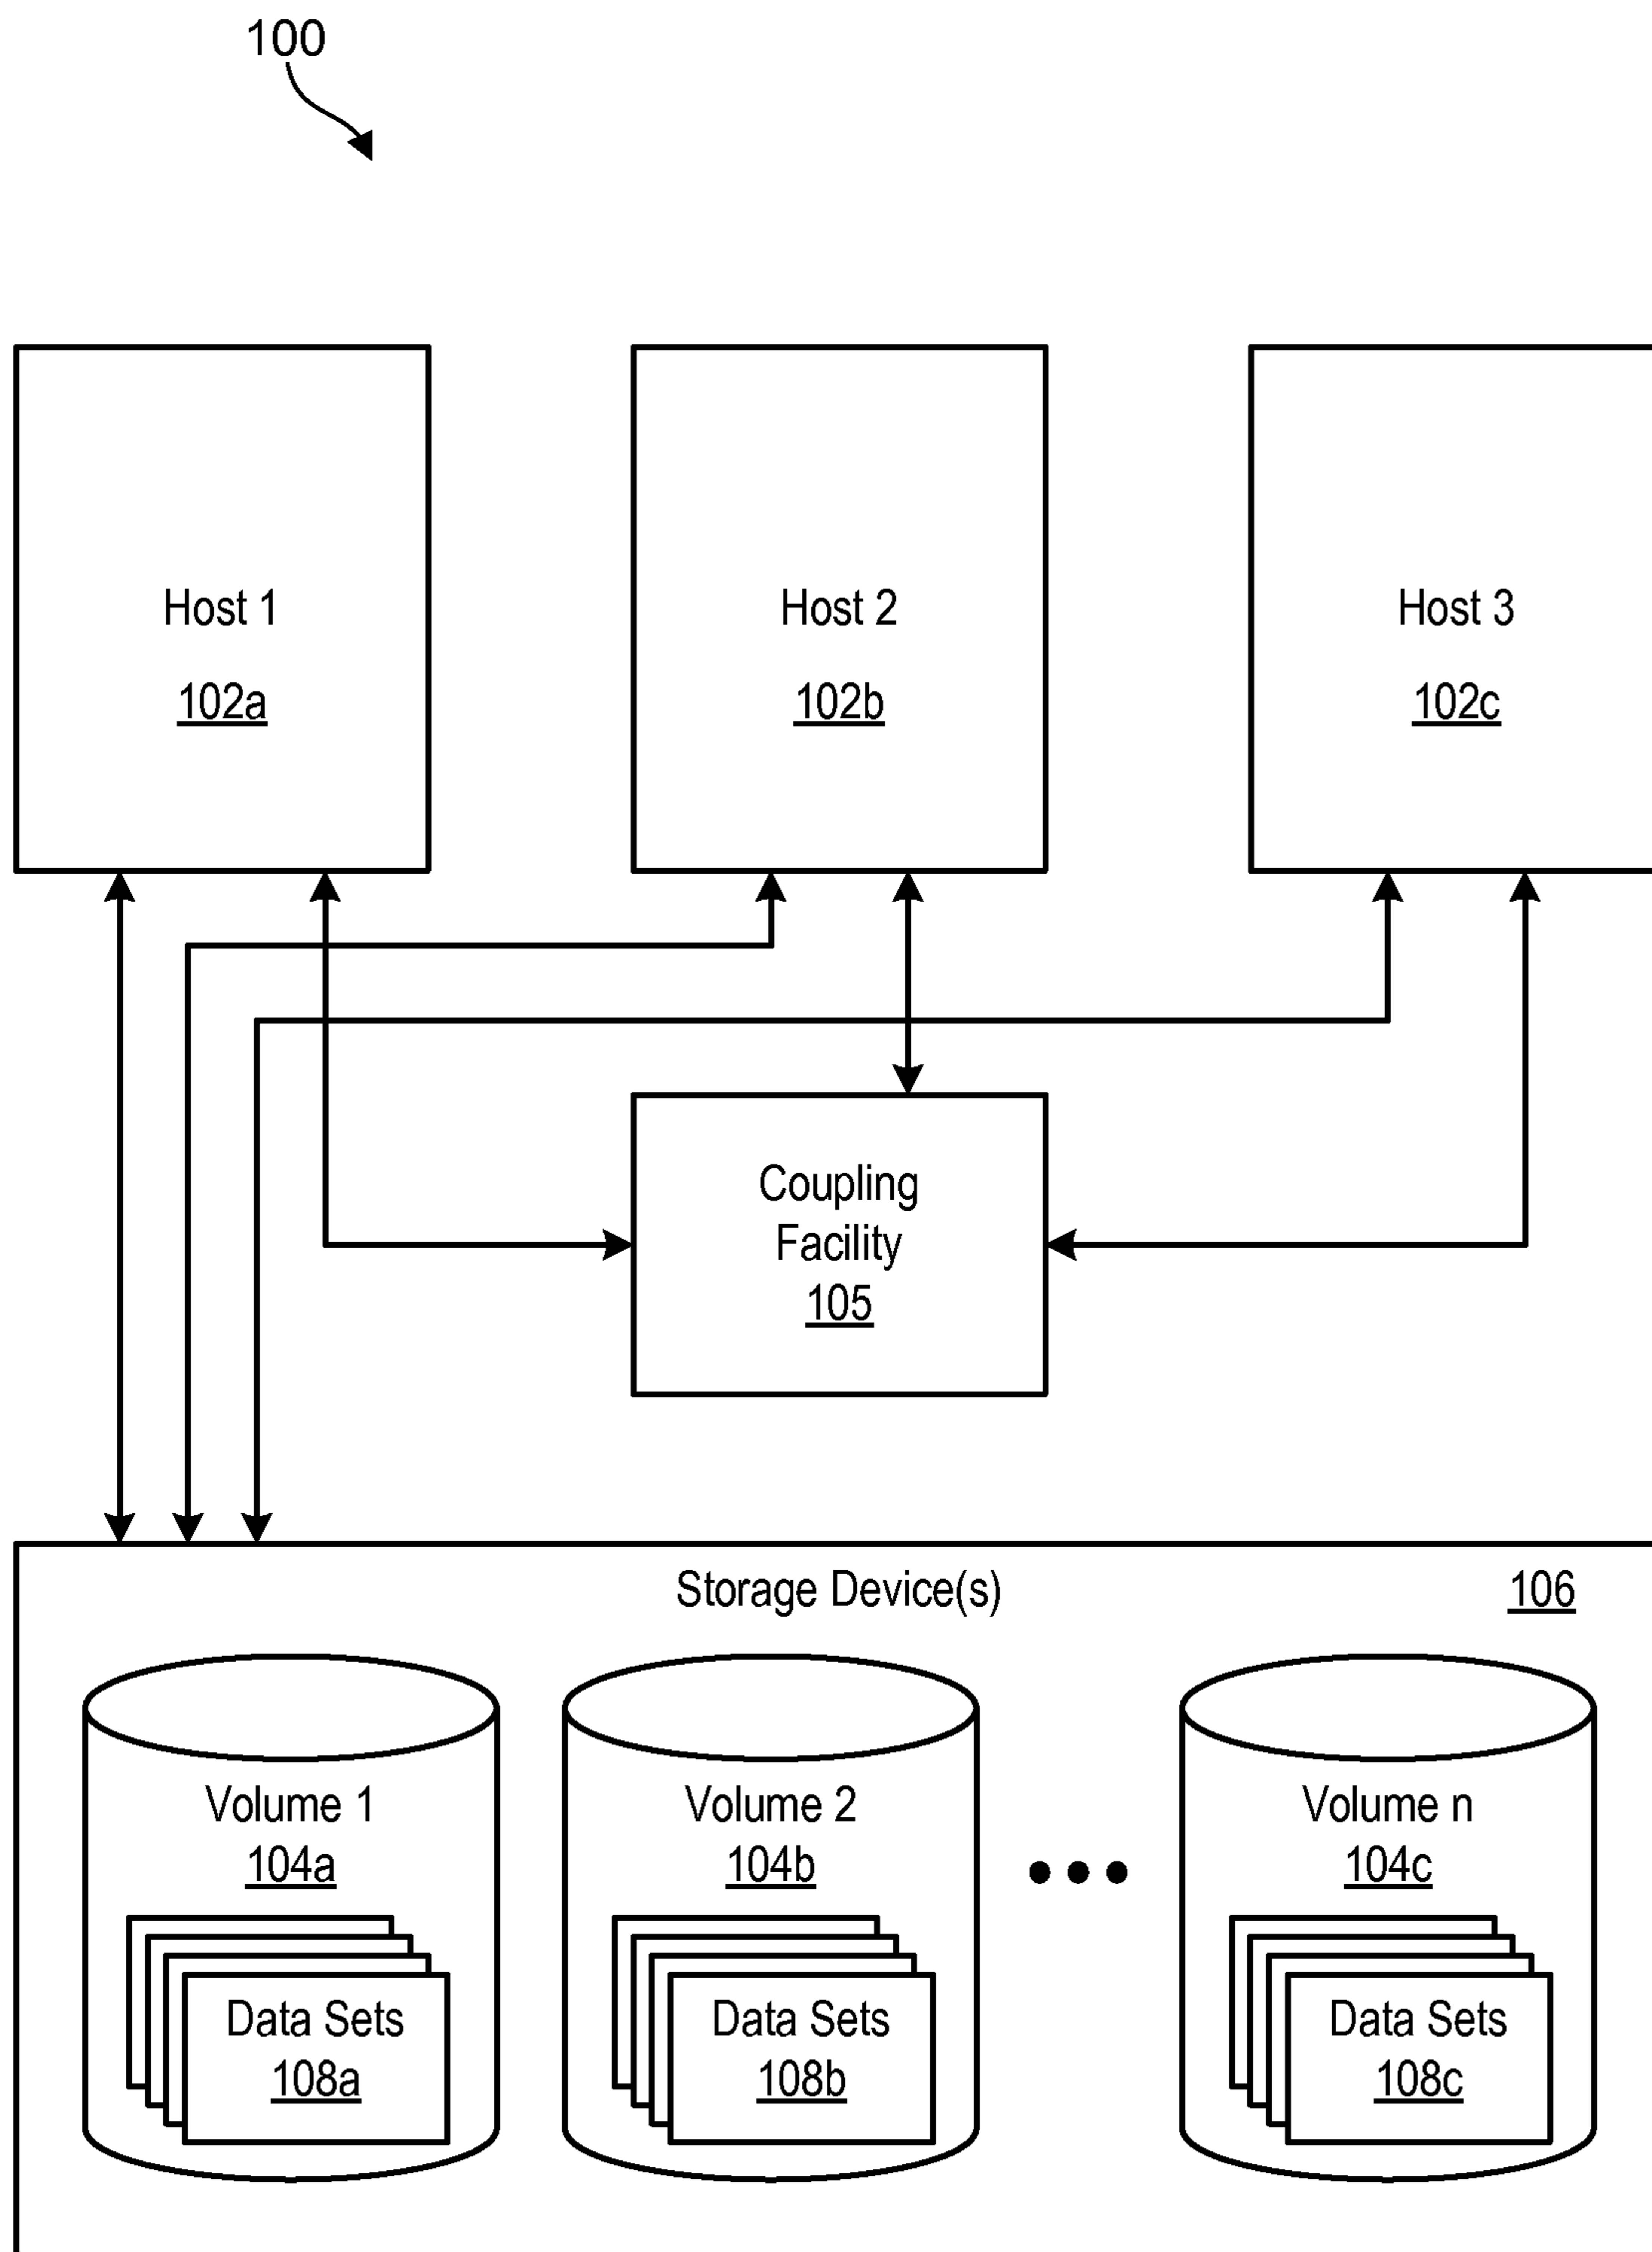 100
Host 1
102a
Host 2
102b
Host 3
102c
Coupling
Facility
105
Storage Device(s)
106
Volume 1
104a
Data Sets
108a
Volume 2
104b
Data Sets
108b
Volume n
104c
Data Sets
108c